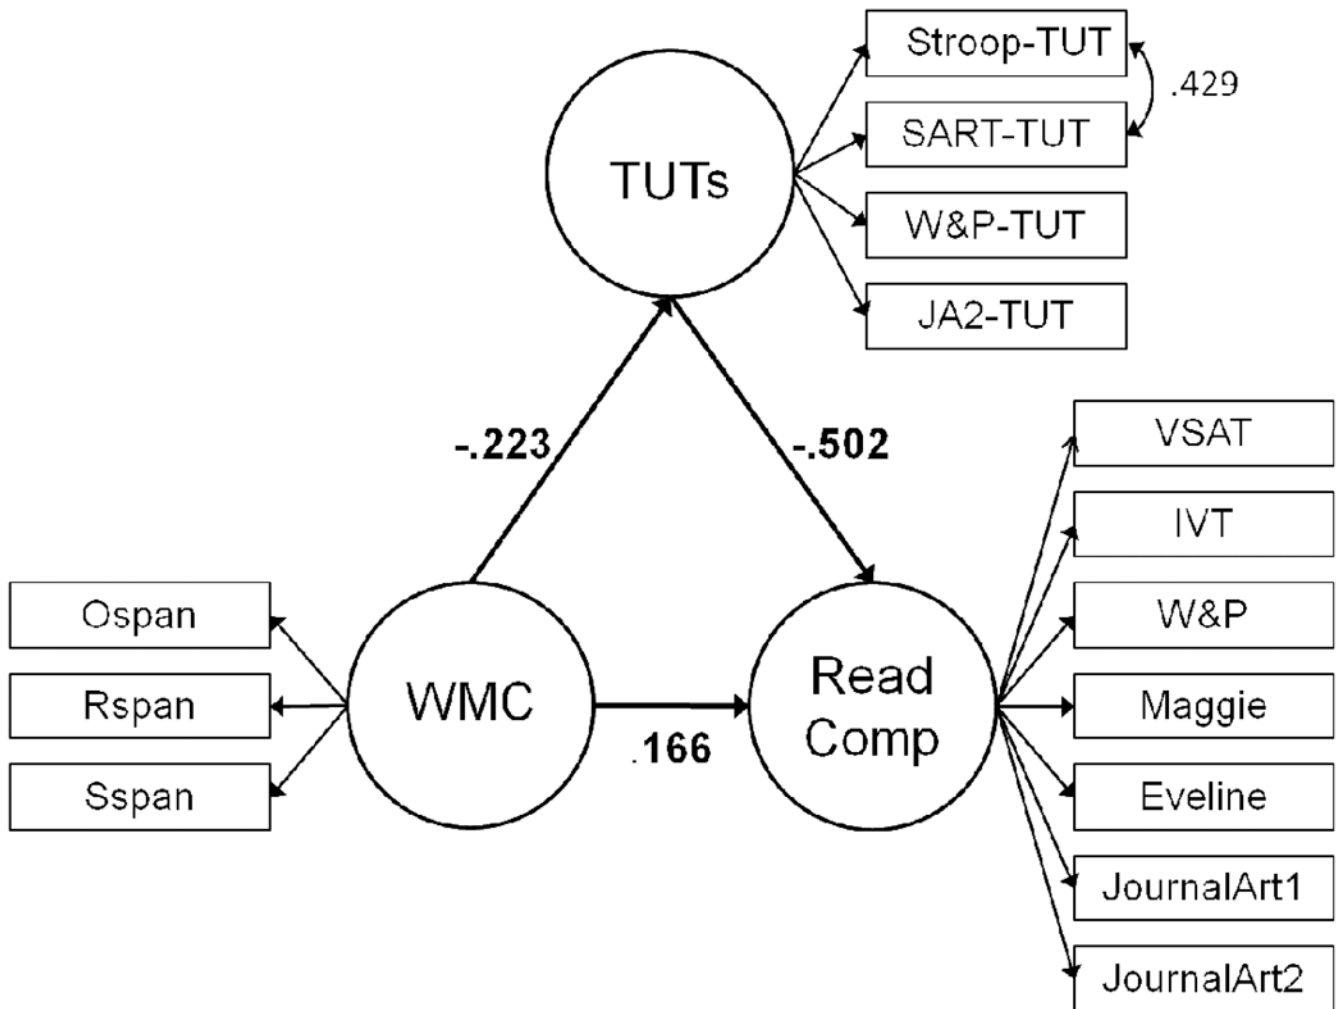 Stroop-TUT
.429
SART-TUT
TUTs
W&P-TUT
JA2-TUT
-.223
-.502
VSAT
IVT
Ospan
W&P
Read
Comp
WMC
Rspan
Maggie
.166
Sspan
Eveline
JournalArt1
JournalArt2